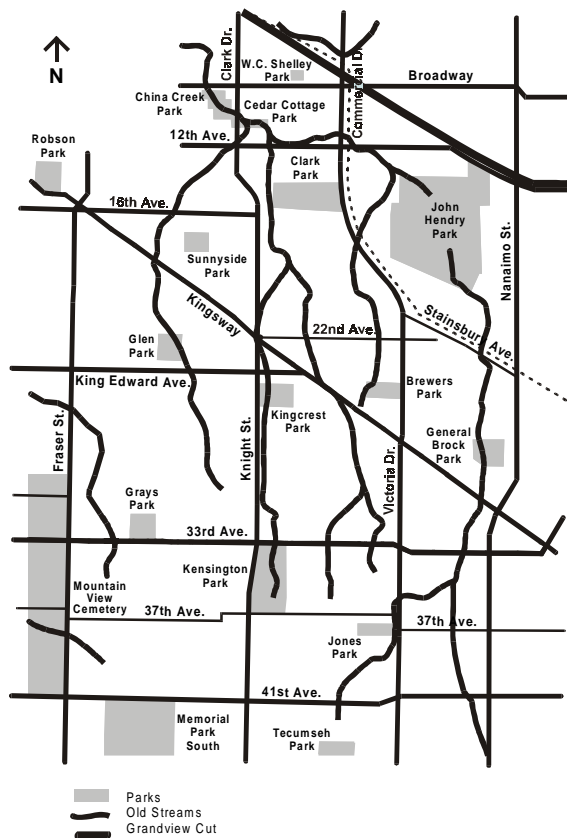 Clark Dr.
Commercial Dr.
N
W.C. Shelley
Park
Broadway
China Creek
Park
Cedar Cottage
Park
12th Ave.
Robson
Park
Clark
Park
16th Ave.
John
Hendry
Park
Nanaimo St.
Sunnyside
Park
Kingsway
Stainsbury Ave.
22nd Ave.
Glen
Park
King Edward Ave.
Brewers
Park
Fraser St.
Knight St.
Kingcrest
Park
Victoria Dr.
General
Brock
Park
Grays
Park
33rd Ave.
Kensington
Park
Mountain
View
Cemetery
37th Ave.
37th Ave.
Jones
Park
41st Ave.
Memorial
Park
South
Tecumseh
Park
Parks
Old Streams
Grandview Cut